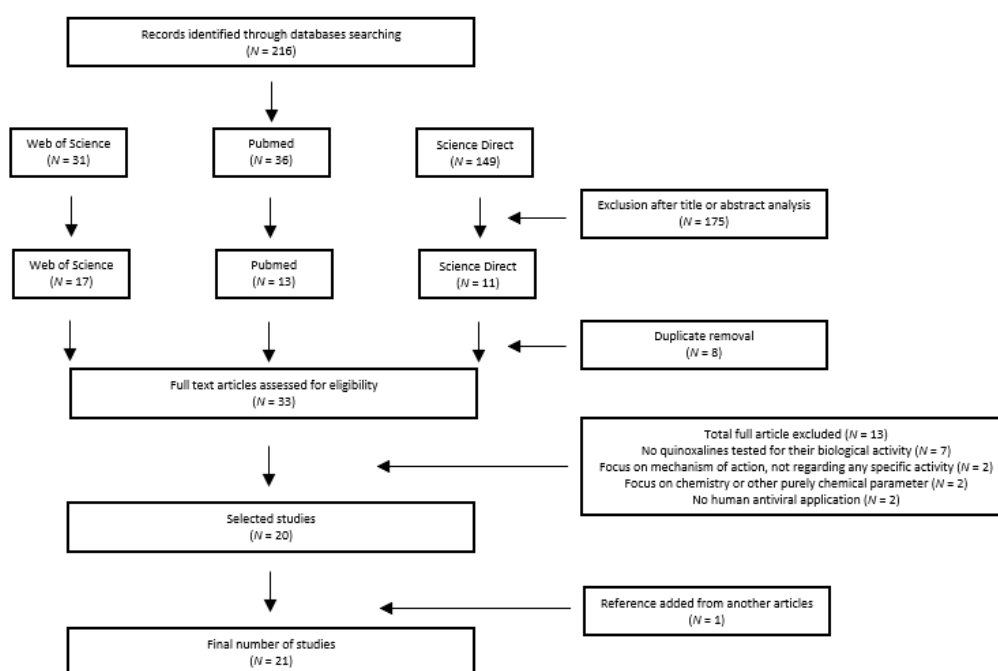 Records identified through databases searching
(N = 216)
Web of Science
(N = 31)
Pubmed
(N = 36)
Science Direct
(N = 149)
Exclusion after title or abstract analysis
(N = 175)
Web of Science
(N = 17)
Pubmed
(N = 13)
Science Direct
(N = 11)
Duplicate removal
(N = 8)
Full text articles assessed for eligibility
(N = 33)
Total full article excluded (N = 13)
No quinoxalines tested for their biological activity (N = 7)
Focus on mechanism of action, not regarding any specific activity (N = 2)
Focus on chemistry or other purely chemical parameter (N = 2)
No human antiviral application (N = 2)
Selected studies
(N = 20)
Reference added from another articles
(N = 1)
Final number of studies
(N = 21)